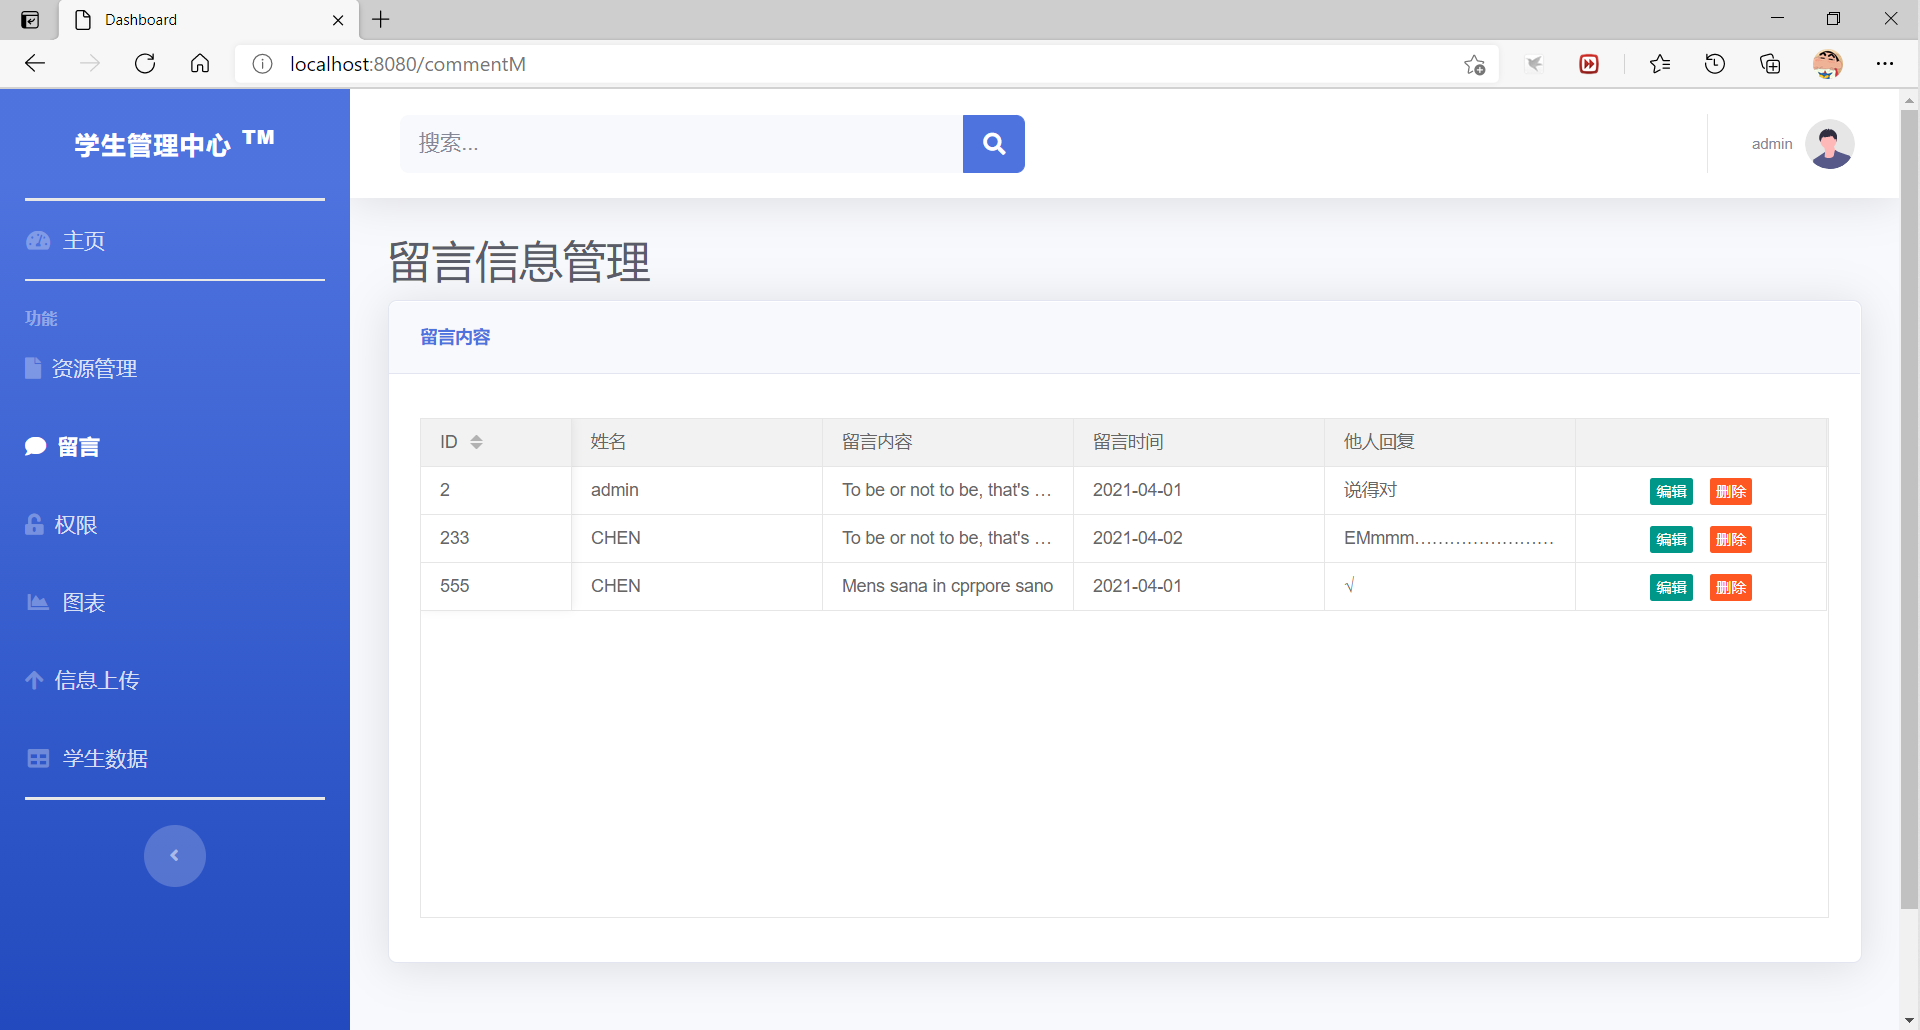 Dashboard
localhost:8080/commentM
学生管理中心 TM
主页
功能
资源管理
留言
权限
图表
信息上传
学生数据
搜索...
admin
留言信息管理
留言内容
ID 姓名 留言内容 留言时间 他人回复
2 admin To be or not to be, that's … 2021-04-01 说得对 编辑 删除
233 CHEN To be or not to be, that's … 2021-04-02 EMmmm…………………… 编辑 删除
555 CHEN Mens sana in cprpore sano 2021-04-01 √ 编辑 删除